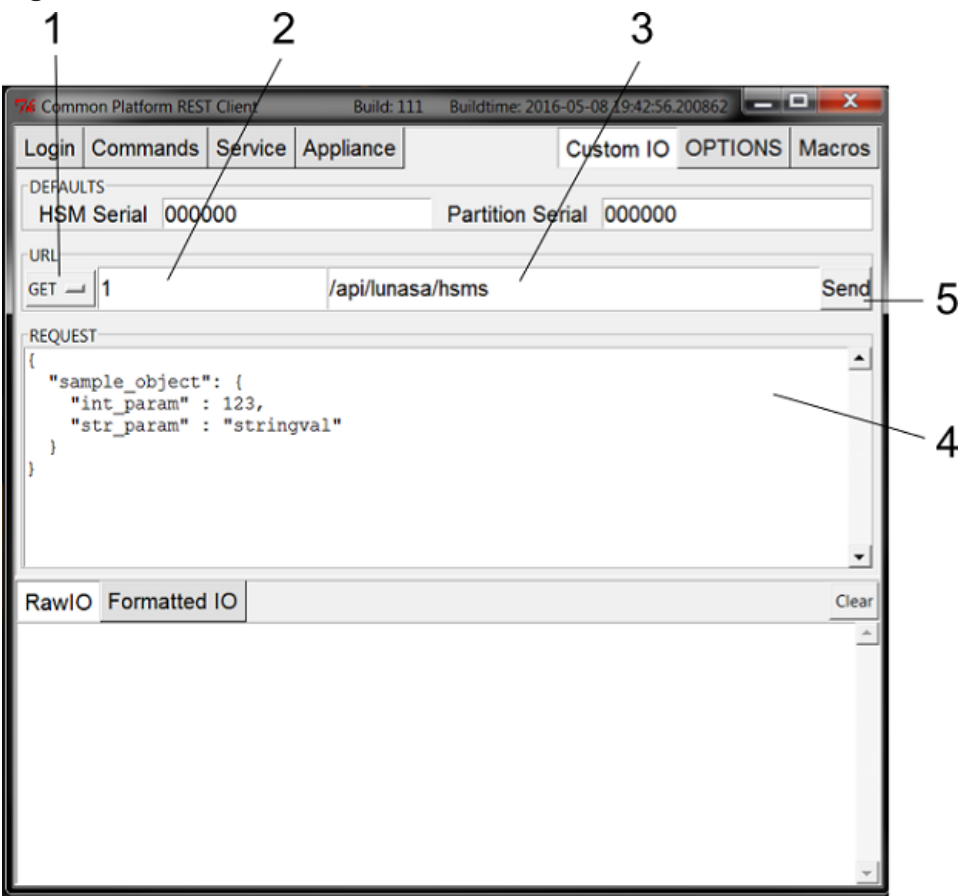 1 2 3
Common Platform REST Client Build: 111 Buildtime: 2016-05-08 19:42:56.200862
Login Commands Service Appliance Custom IO OPTIONS Macros
DEFAULTS
HSM Serial 000000 Partition Serial 000000
URL
GET 1 /api/lunasa/hsms Send 5
REQUEST
{
  "sample_object": {
    "int_param" : 123,
    "str_param" : "stringval"
  }
}
4
RawIO Formatted IO Clear